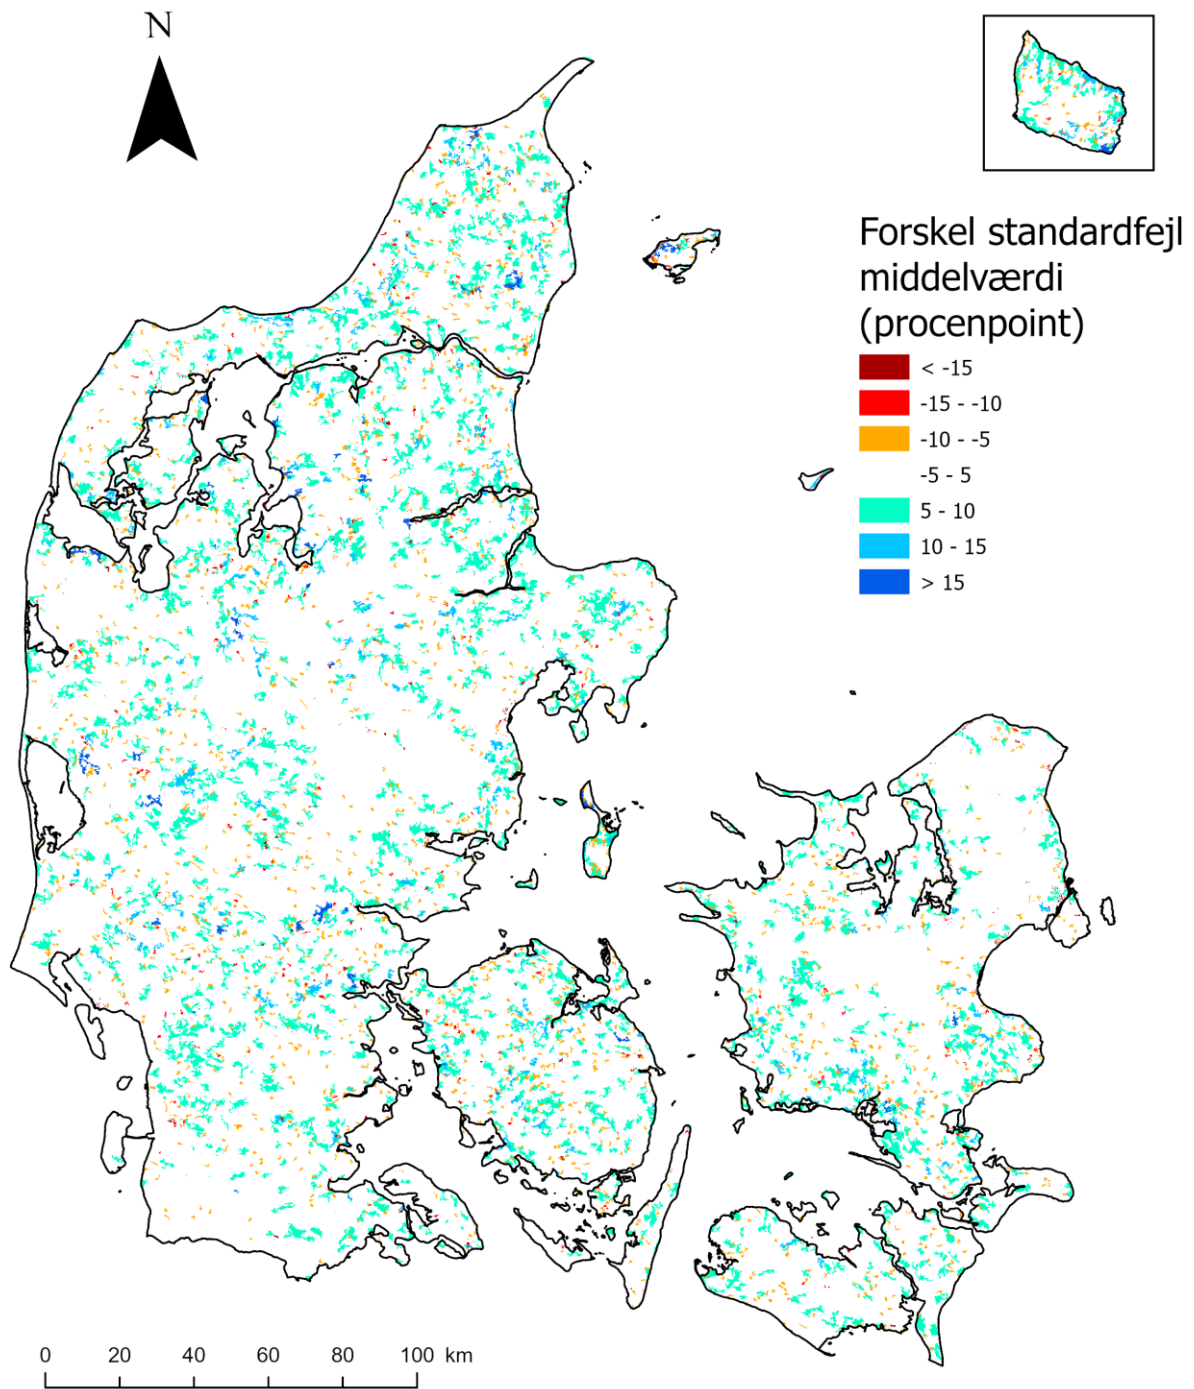 N
Forskel standardfejl
middelværdi
(procenpoint)
< -15
-15 - -10
-10 - -5
-5 - 5
5 - 10
10 - 15
> 15
0 20 40 60 80 100 km